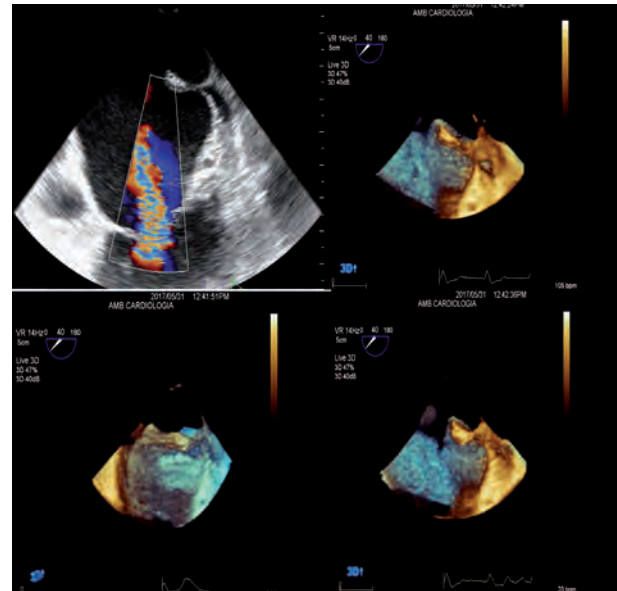 2017/05/31 12:42:24PM
AMB CARDIOLOGIA
VR 14Hz 0 40 180
5cm
Live 3D
3D 47%
3D 40dB
3D
105 bpm
2017/05/31 12:41:51PM
AMB CARDIOLOGIA
VR 14Hz 0 40 180
5cm
Live 3D
3D 47%
3D 40dB
2017/05/31 12:42:36PM
AMB CARDIOLOGIA
VR 14Hz 0 40 180
5cm
Live 3D
3D 47%
3D 40dB
3D